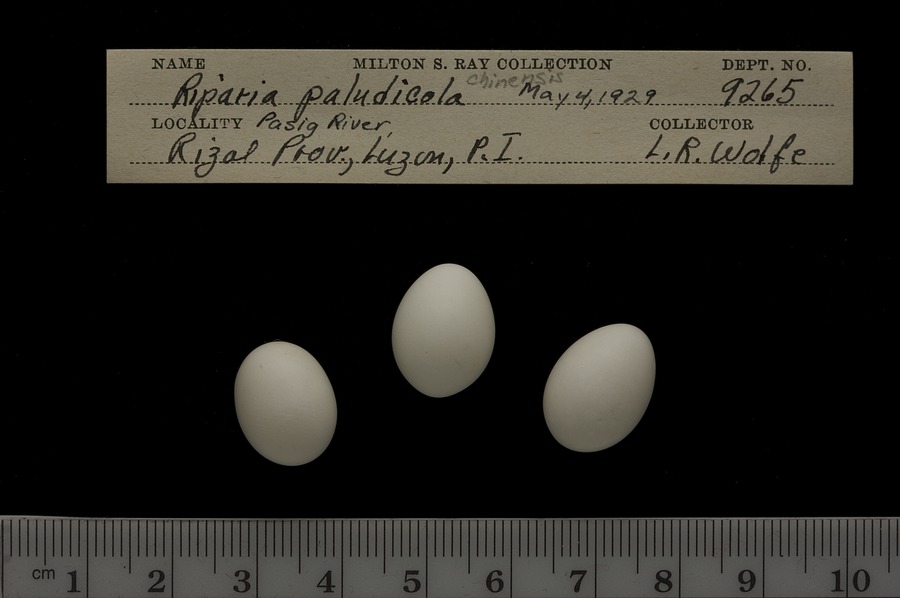 NAME MILTON S. RAY COLLECTION DEPT. NO.
chinensis
Riparia paludicola May 4, 1929 9265
LOCALITY Pasig River, COLLECTOR
Rizal Prov., Luzon, P.I. L.R. Wolfe
cm 1 2 3 4 5 6 7 8 9 10